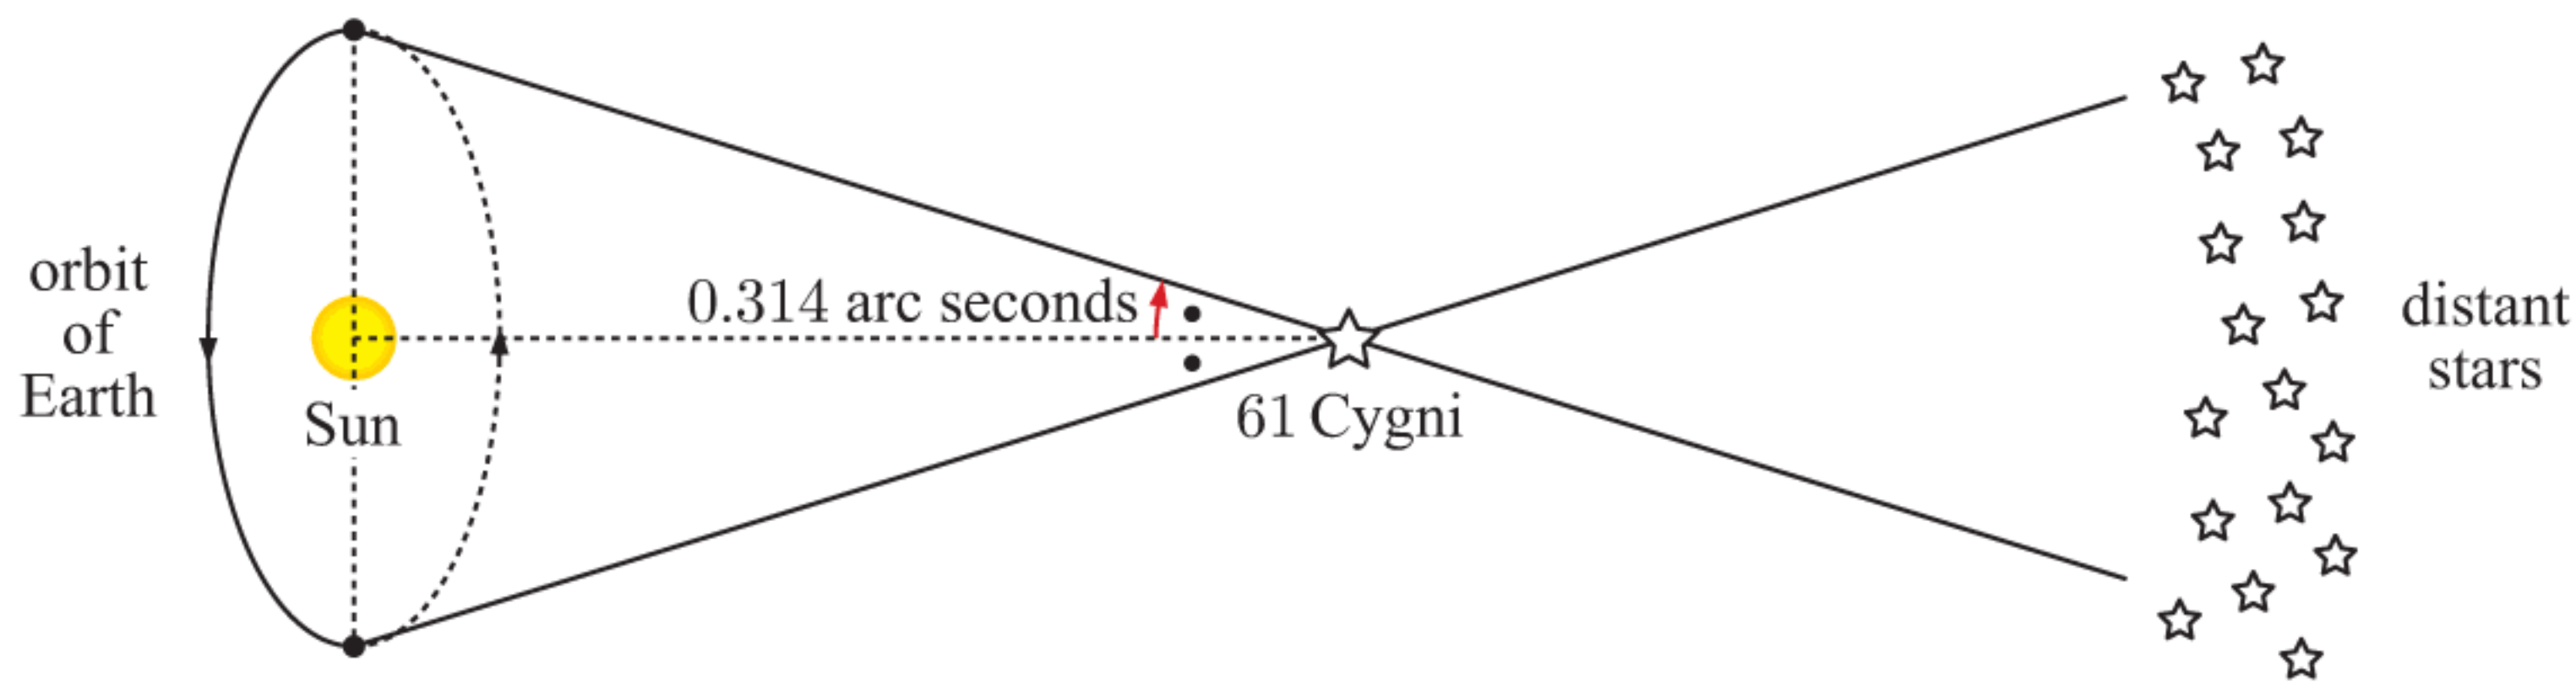 orbit
of
Earth
Sun
0.314 arc seconds
61 Cygni
distant
stars